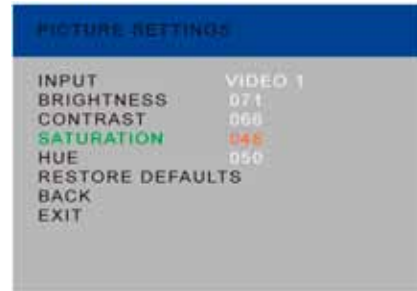 PICTURE SETTINGS
INPUT VIDEO 1
BRIGHTNESS 071
CONTRAST 066
SATURATION 046
HUE 050
RESTORE DEFAULTS
BACK
EXIT